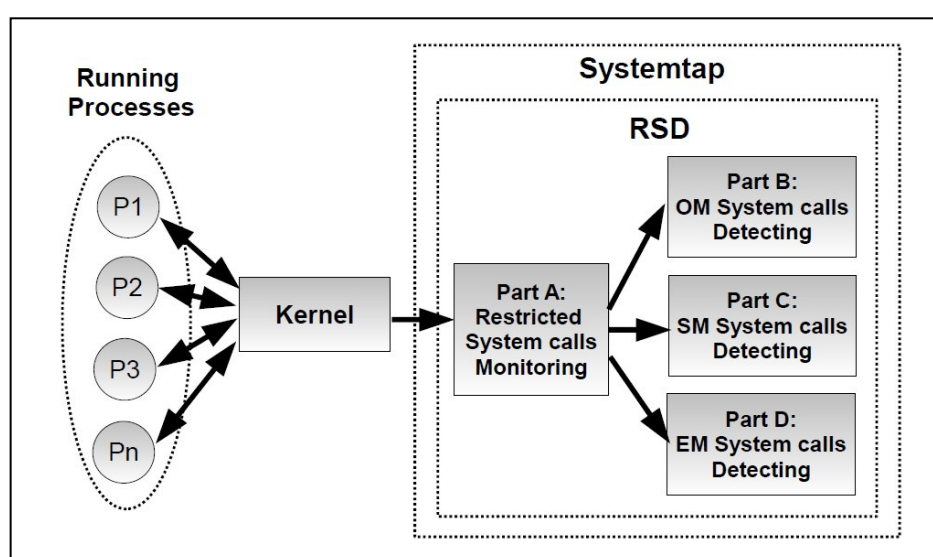 Running
Processes
P1
P2
P3
Pn
Kernel
Systemtap
RSD
Part A:
Restricted
System calls
Monitoring
Part B:
OM System calls
Detecting
Part C:
SM System calls
Detecting
Part D:
EM System calls
Detecting